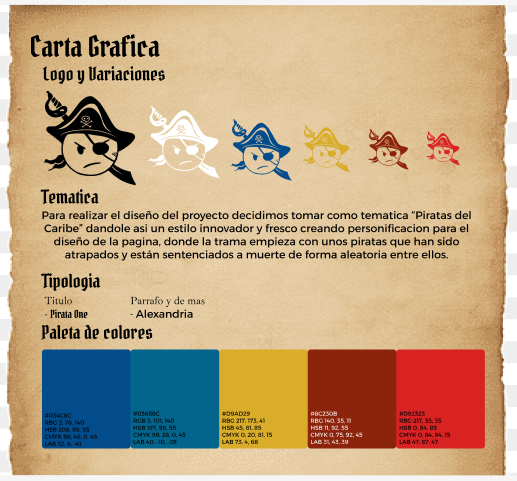 Carta Grafica
Logo y Variaciones
Tematica
Para realizar el diseño del proyecto decidimos tomar como tematica "Piratas del
Caribe" dandole asi un estilo innovador y fresco creando personificacion para el
diseño de la pagina, donde la trama empieza con unos piratas que han sido
atrapados y están sentenciados a muerte de forma aleatoria entre ellos.
Tipologia
Titulo Parrafo y de mas
- Pirata One - Alexandria
Paleta de colores
#034C8C #03658C #D9AD29 #8C230B #D92323
RBG 3, 76, 140 RGB 3, 101, 140 RBG 217, 173, 41 RBG 140, 35, 11 RBG 217, 35, 35
HSB 208, 98, 55 HSB 197, 98, 55 HSB 45, 81, 85 HSB 11, 92, 55 HSB 0, 84, 85
CMYK 98, 46, 0, 45 CMYK 98, 28, 0, 45 CMYK 0, 20, 81, 15 CMYK 0, 75, 92, 45 CMYK 0, 84, 84, 15
LAB 32, 6, -41 LAB 40, -10, -28 LAB 73, 4, 68 LAB 31, 43, 39 LAB 47, 67, 47